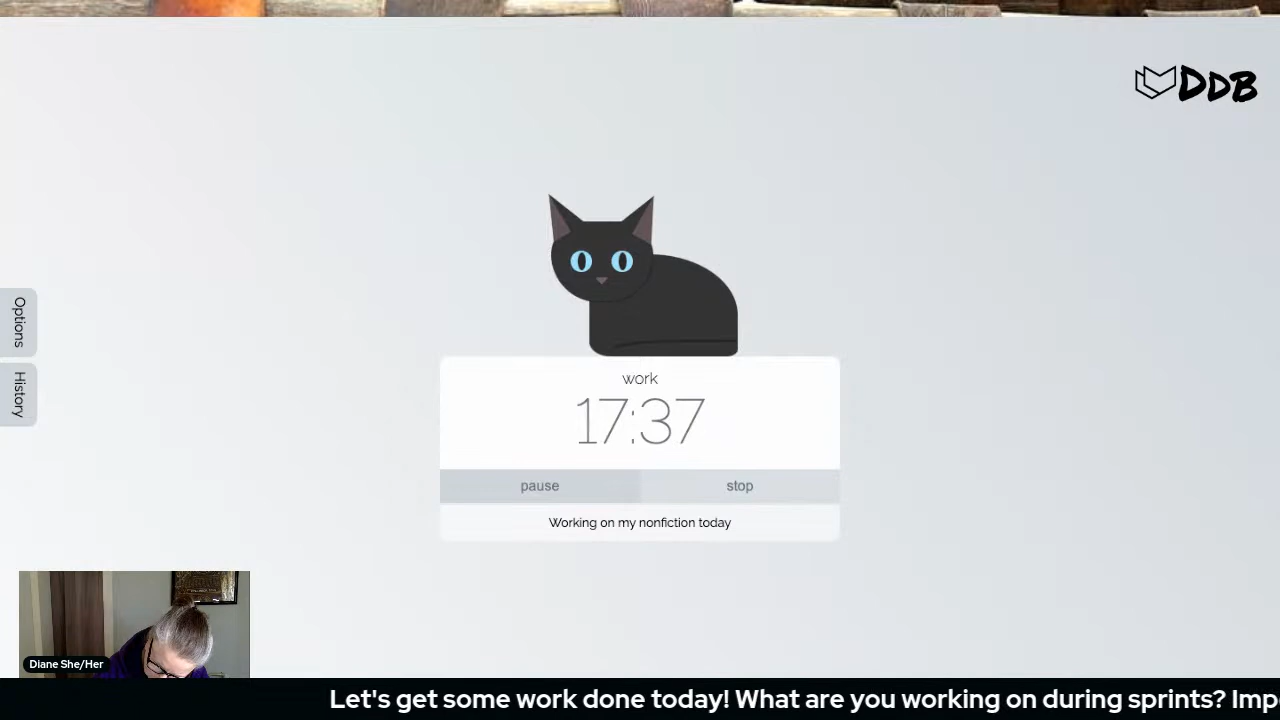 DDB
Options
History
work
17:37
pause
stop
Working on my nonfiction today
Diane She/Her
Let's get some work done today! What are you working on during sprints? Imp